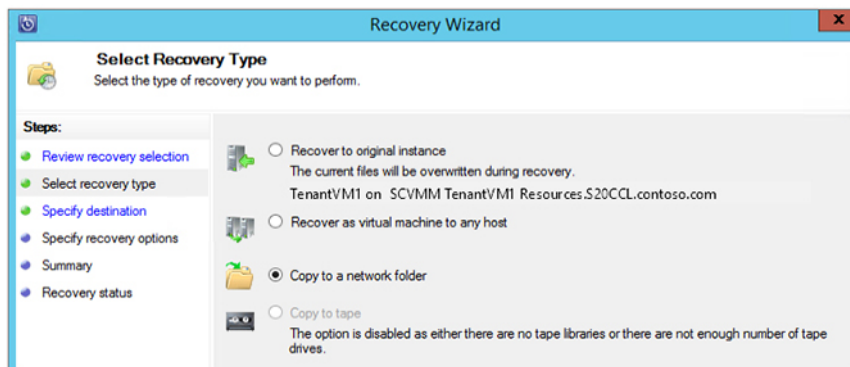 Recovery Wizard
x
Select Recovery Type
Select the type of recovery you want to perform.
Steps:
Review recovery selection
Select recovery type
Specify destination
Specify recovery options
Summary
Recovery status
Recover to original instance
The current files will be overwritten during recovery.
TenantVM1 on SCVMM TenantVM1 Resources.S20CCL.contoso.com
Recover as virtual machine to any host
Copy to a network folder
Copy to tape
The option is disabled as either there are no tape libraries or there are not enough number of tape
drives.